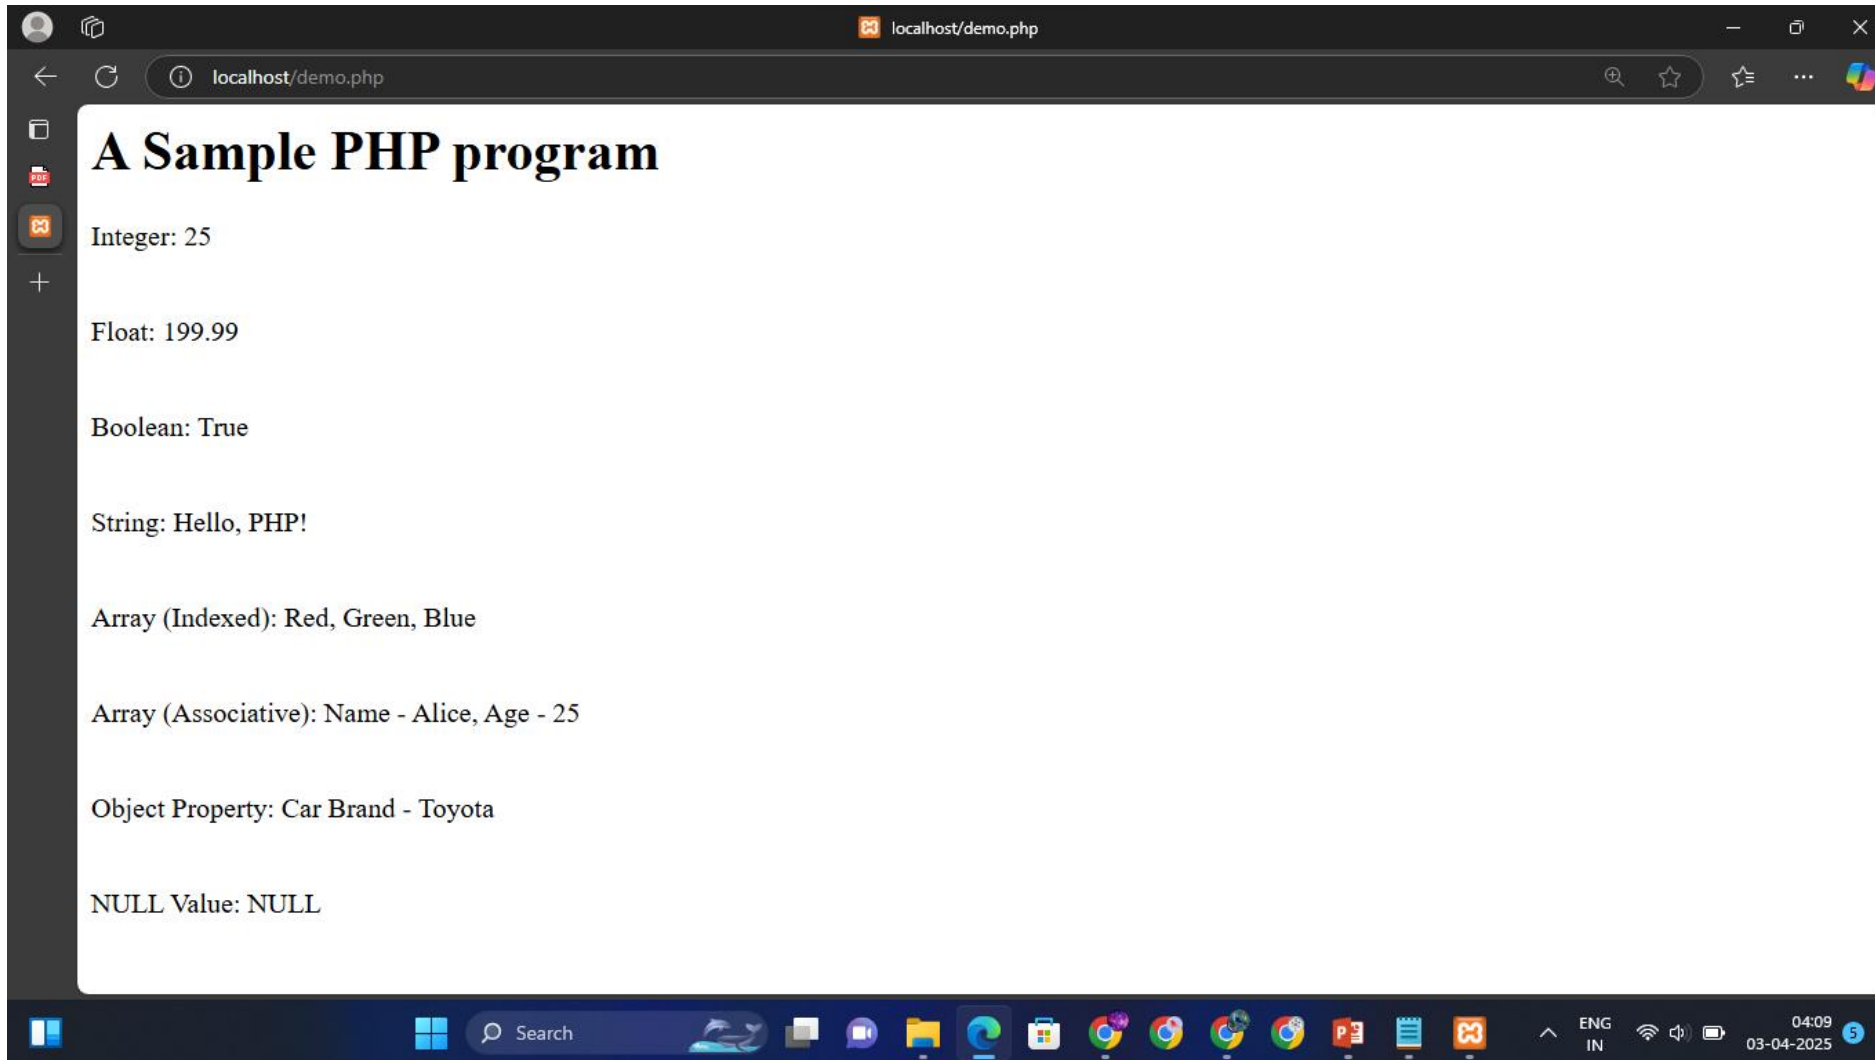 localhost/demo.php
localhost/demo.php
A Sample PHP program
PDF
Integer: 25
Float: 199.99
Boolean: True
String: Hello, PHP!
Array (Indexed): Red, Green, Blue
Array (Associative): Name - Alice, Age - 25
Object Property: Car Brand - Toyota
NULL Value: NULL
Search
ENG
IN
04:09
03-04-2025
5